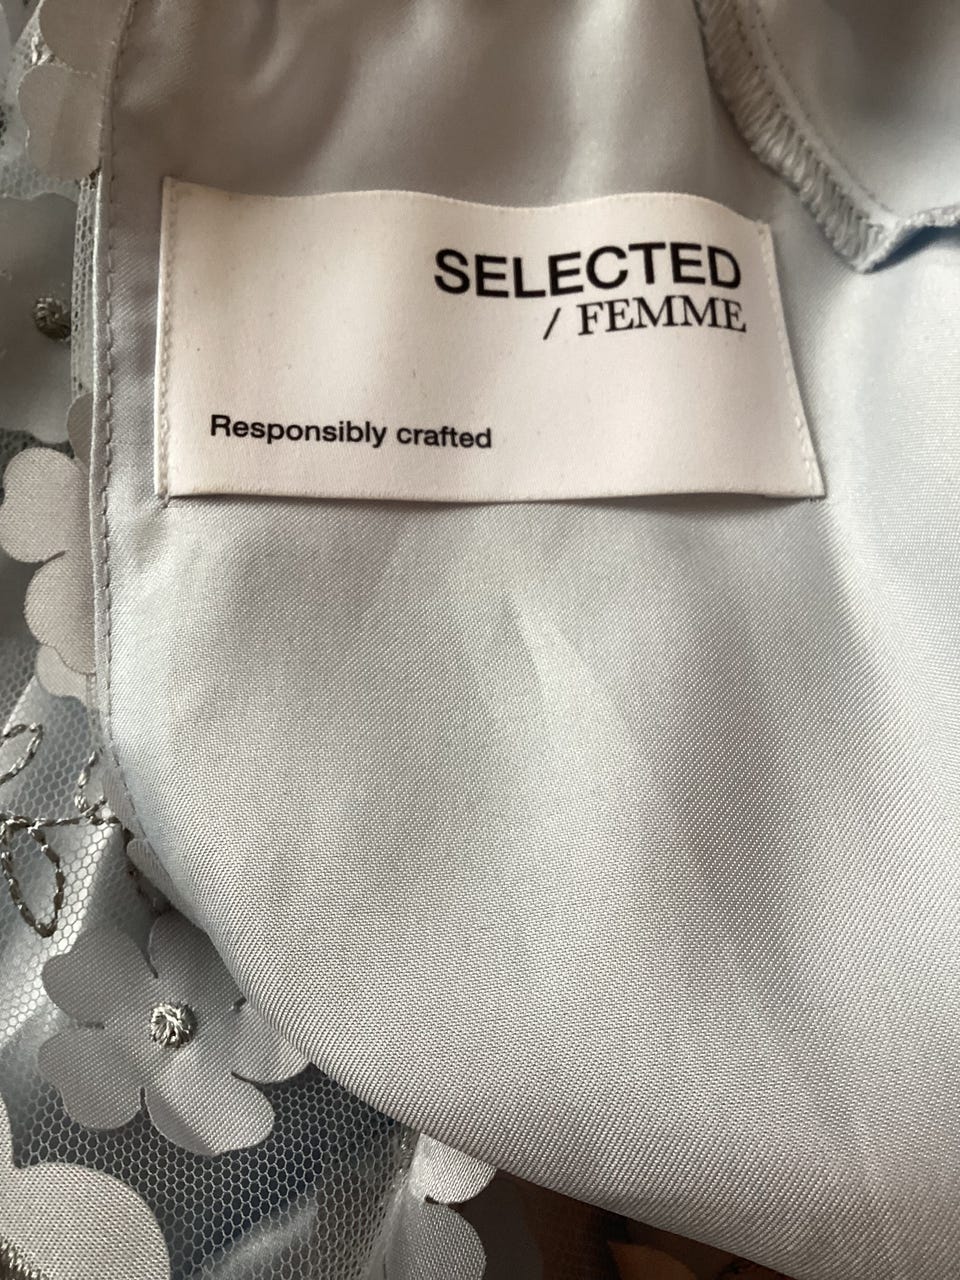 SELECTED
/ FEMME
Responsibly crafted